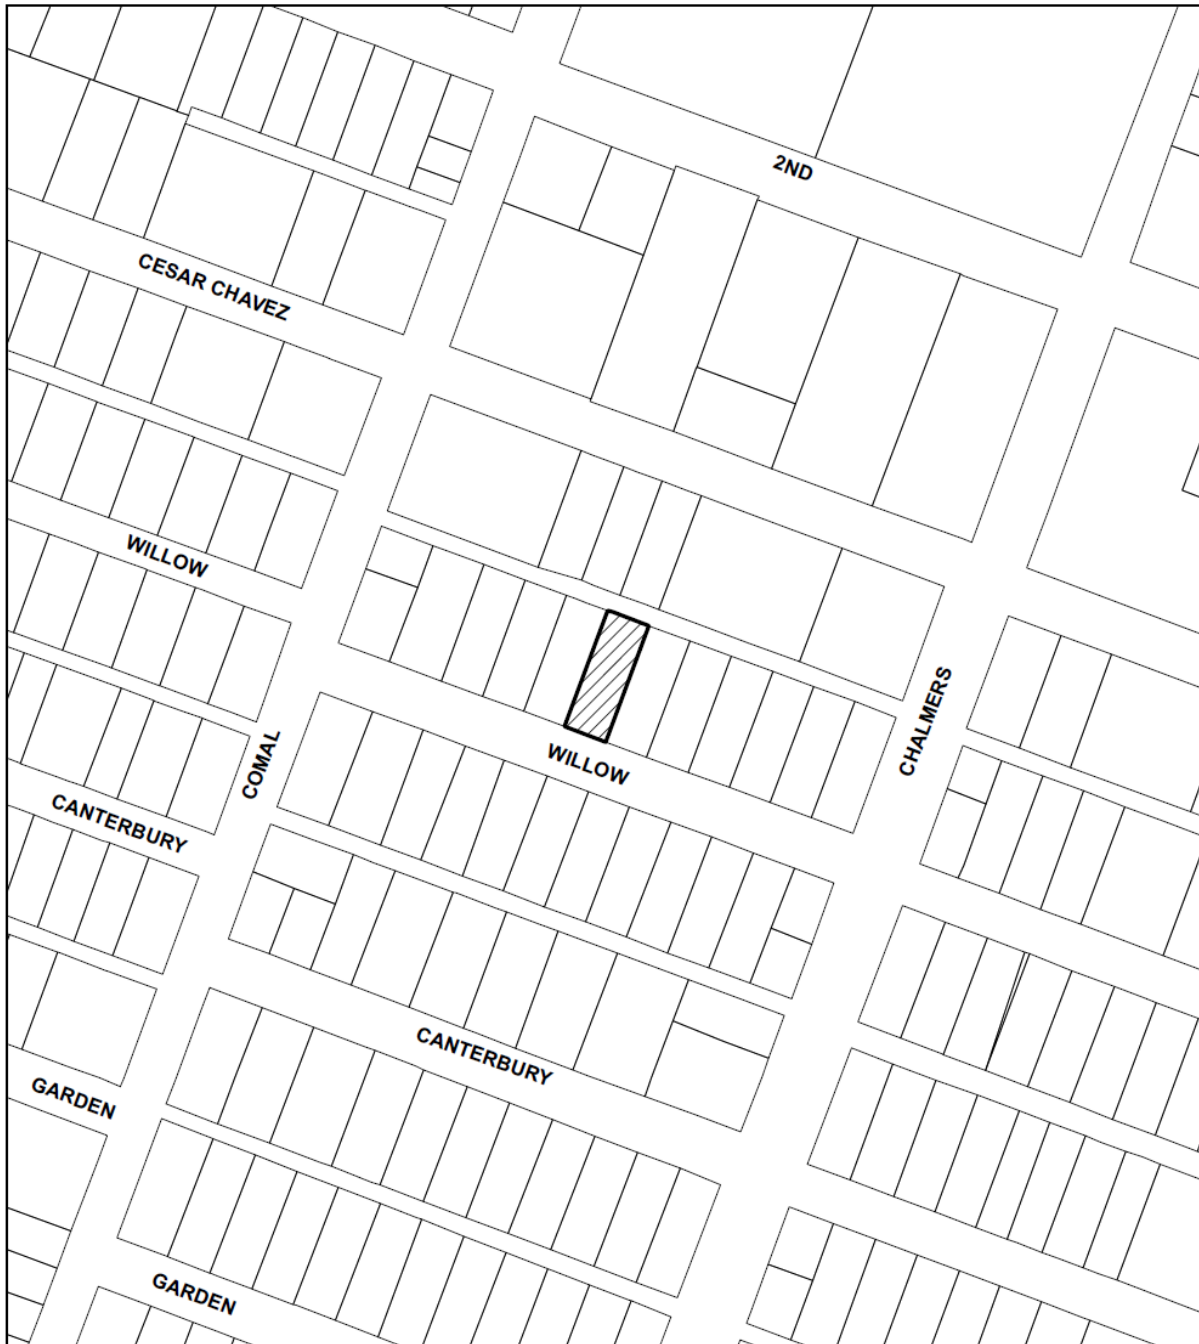 2ND
CESAR CHAVEZ
WILLOW
CHALMERS
WILLOW
COMAL
CANTERBURY
CANTERBURY
GARDEN
GARDEN